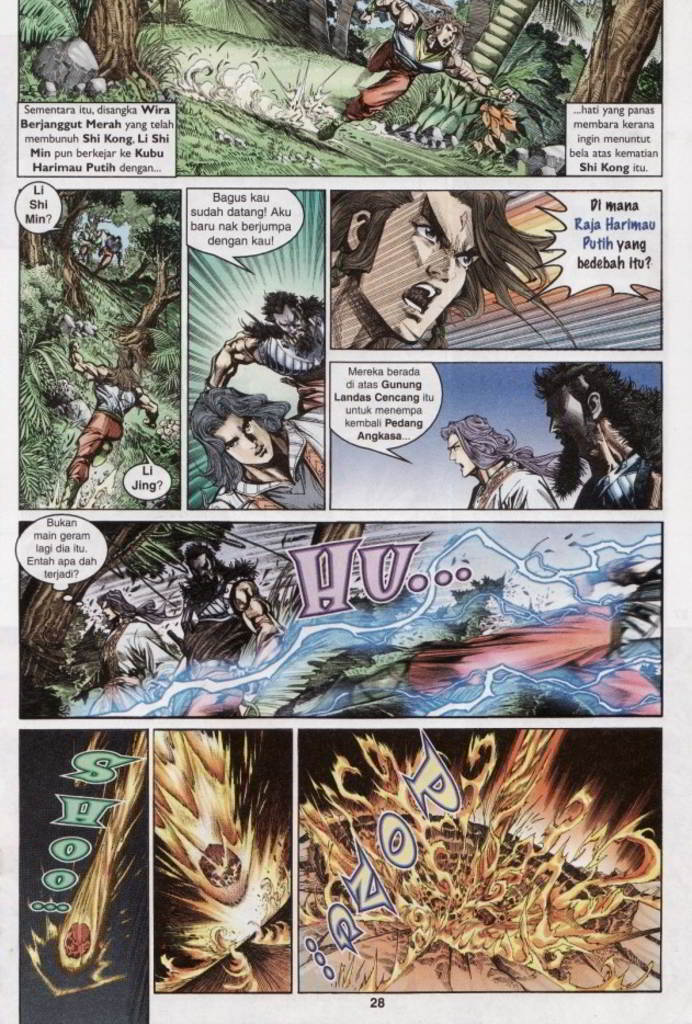 Sementara itu, disangka Wira
Berjanggut Merah yang telah
membunuh Shi Kong, Li Shi
Min pun berkejar ke Kubu
Harimau Putih dengan...
...hati yang panas
membara kerana
ingin menuntut
bela atas kematian
Shi Kong itu.
Li
Shi
Min?
Li
Jing?
Bagus kau
sudah datang! Aku
baru nak berjumpa
dengan kau!
Di mana
Raja Harimau
Putih yang
bedebah itu?
Mereka berada
di atas Gunung
Landas Cencang itu
untuk menempa
kembali Pedang
Angkasa...
Bukan
main geram
lagi dia itu.
Entah apa dah
terjadi?
HU...
SHOO...
PONG...
28